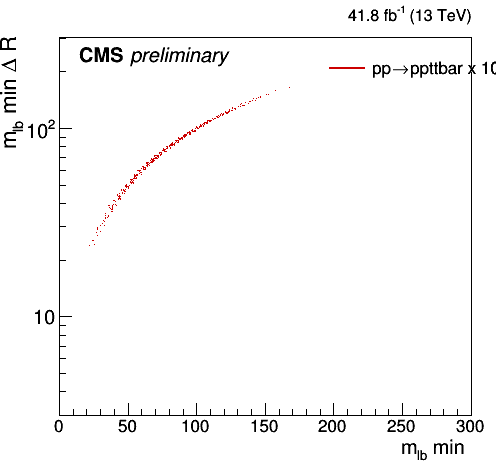 41.8 fb⁻¹ (13 TeV)
CMS preliminary
pp→ppttbar x 10
m_lb min Δ R
10²
10
0 50 100 150 200 250 300
m_lb min